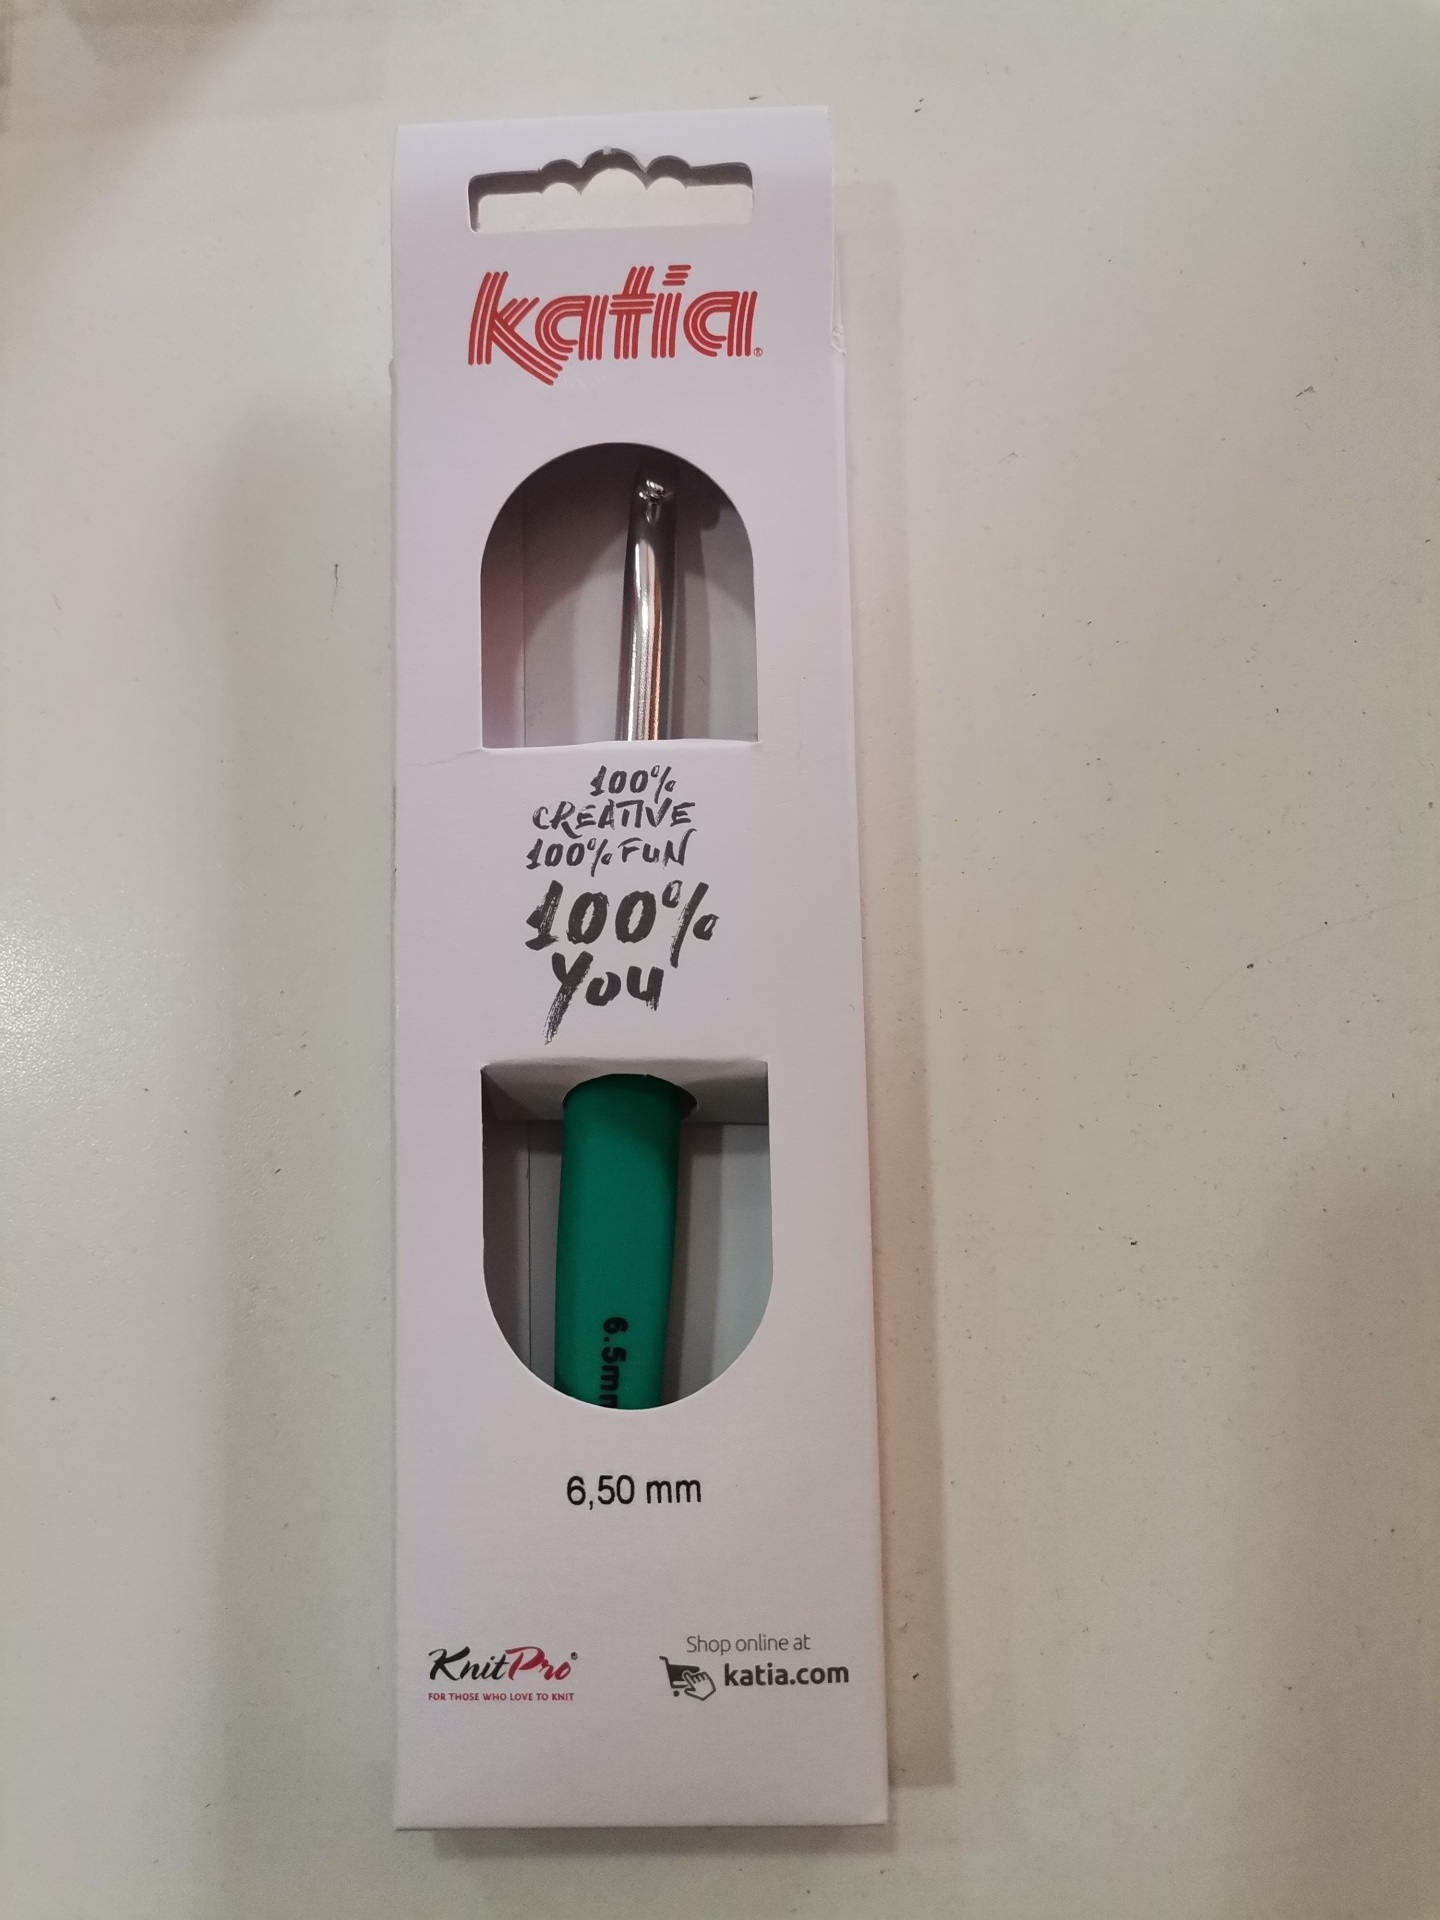 katia®
100%
CREATIVE
100% FUN
100%
You
6.5mm
6,50 mm
KnitPro®
FOR THOSE WHO LOVE TO KNIT
Shop online at
katia.com